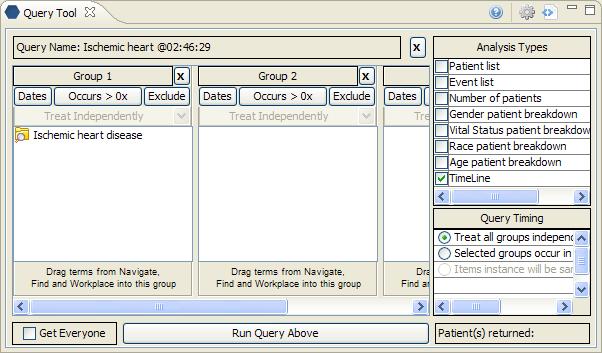 Query Tool
Query Name: Ischemic heart @02:46:29
x
Analysis Types
Patient list
Event list
Number of patients
Gender patient breakdown
Vital Status patient breakdow
Race patient breakdown
Age patient breakdown
TimeLine
Group 1
x
Group 2
x
Dates
Occurs > 0x
Exclude
Dates
Occurs > 0x
Exclude
Dates
Treat Independently
Treat Independently
Ischemic heart disease
Drag terms from Navigate,
Find and Workplace into this group
Drag terms from Navigate,
Find and Workplace into this group
Query Timing
Treat all groups indepenc
Selected groups occur in
Items instance will be sar
Get Everyone
Run Query Above
Patient(s) returned: